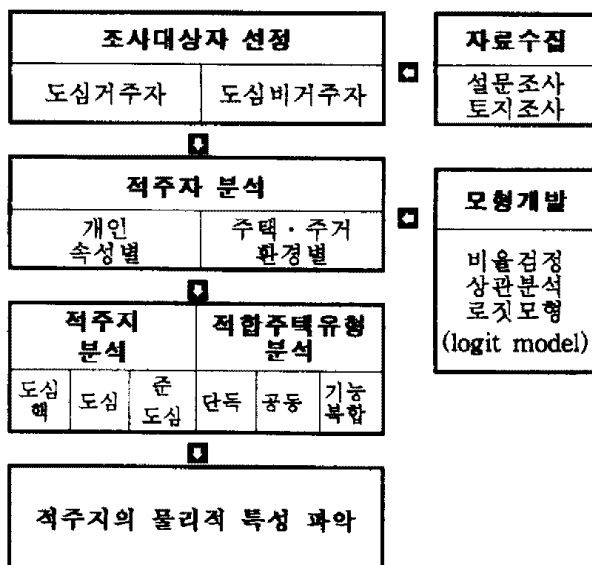 조사대상자 선정
도심거주자
도심비거주자
자료수집
설문조사
토지조사
적주자 분석
개인
속성별
주택·주거
환경별
모형개발
비율검정
상관분석
로짓모형
(logit model)
적주지
분석
적합주택유형
분석
도심
핵
도심
준
도심
단독
공동
기능
복합
적주지의 물리적 특성 파악